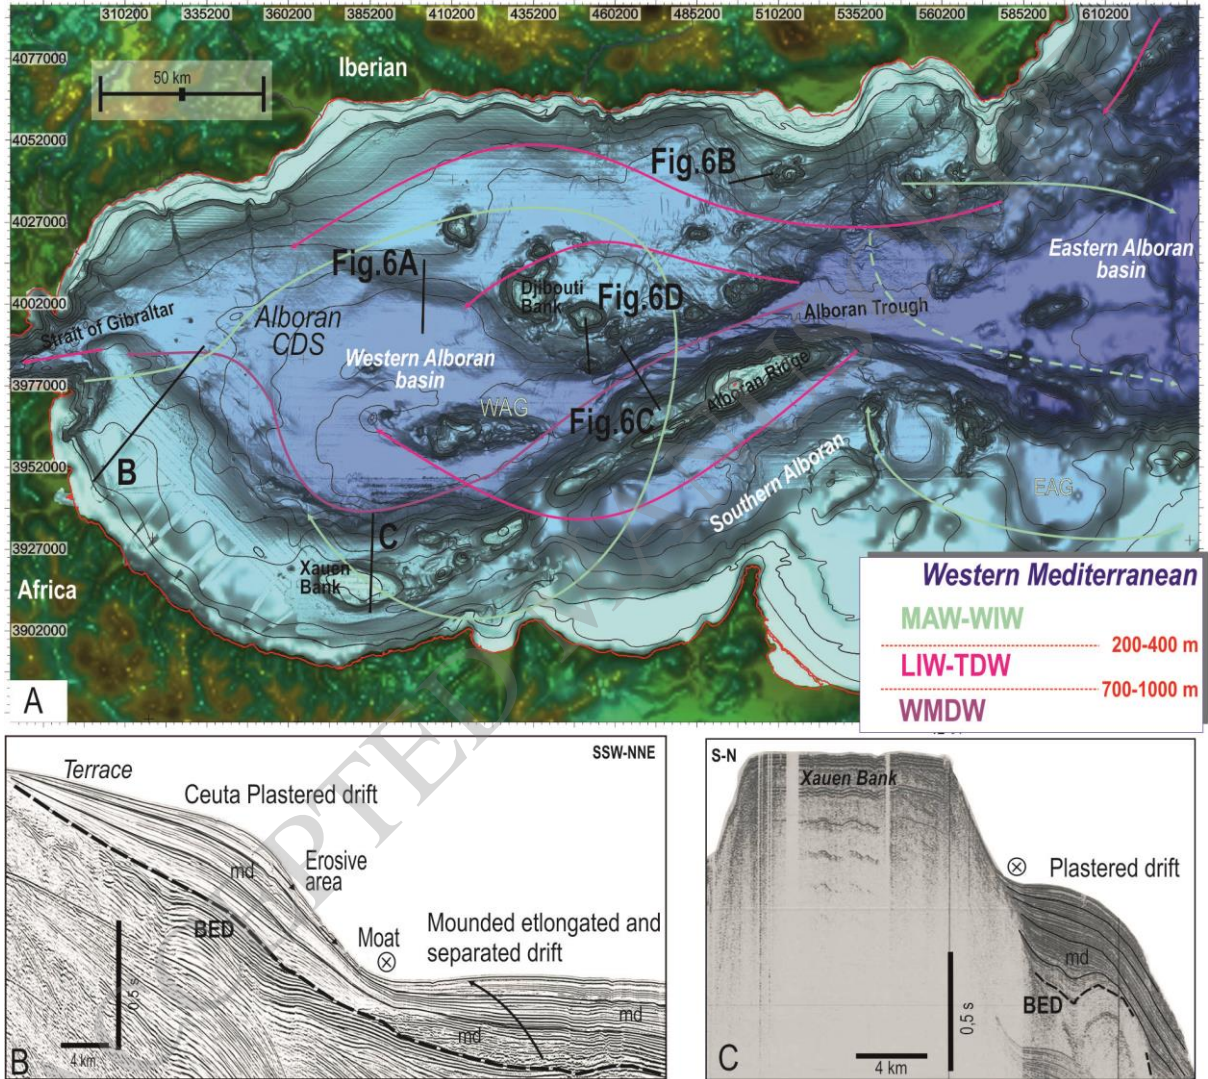 310200 335200 360200 385200 410200 435200 460200 485200 510200 535200 560200 585200 610200
4077000
4052000
4027000
4002000
3977000
3952000
3927000
3902000
50 km
Iberian
Fig.6B
Fig.6A
Eastern Alboran
basin
Djibouti
Bank
Fig.6D
Strait of Gibraltar
Alboran
CDS
Alboran Trough
Western Alboran
basin
WAG
Alboran Ridge
Fig.6C
B
Southern Alboran
EAG
C
Xauen
Bank
Africa
Western Mediterranean
MAW-WIW
200-400 m
LIW-TDW
700-1000 m
WMDW
A
SSW-NNE
Terrace
Ceuta Plastered drift
Erosive
area
md
BED
Moat
Mounded etlongated and
separated drift
md
md
0,5 s
4 km
B
S-N
Xauen Bank
Plastered drift
md
BED
0,5 s
4 km
C